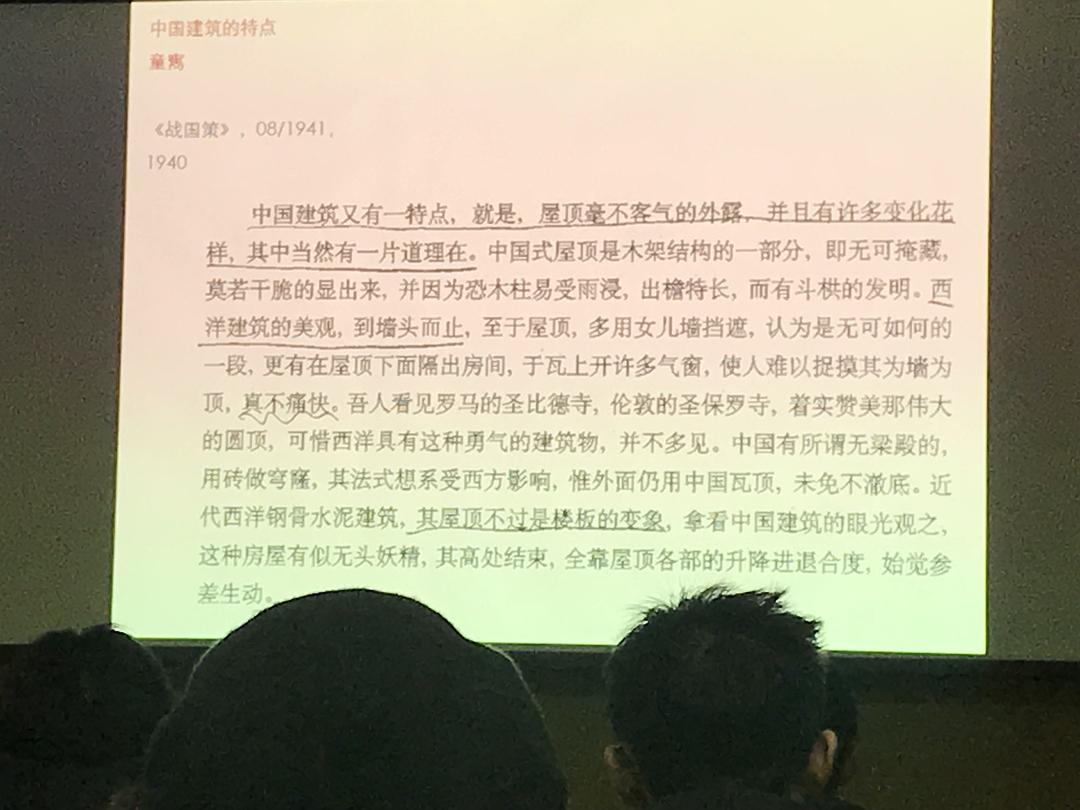 中国建筑的特点
童寯
《战国策》，08/1941，
1940
中国建筑又有一特点，就是，屋顶毫不客气的外露，并且有许多变化花
样，其中当然有一片道理在。中国式屋顶是木架结构的一部分，即无可掩藏，
莫若干脆的显出来，并因为恐木柱易受雨浸，出檐特长，而有斗栱的发明。西
洋建筑的美观，到墙头而止，至于屋顶，多用女儿墙挡遮，认为是无可如何的
一段，更有在屋顶下面隔出房间，于瓦上开许多气窗，使人难以捉摸其为墙为
顶，真不痛快。吾人看见罗马的圣比德寺，伦敦的圣保罗寺，着实赞美那伟大
的圆顶，可惜西洋具有这种勇气的建筑物，并不多见。中国有所谓无梁殿的，
用砖做穹窿，其法式想系受西方影响，惟外面仍用中国瓦顶，未免不澈底。近
代西洋钢骨水泥建筑，其屋顶不过是楼板的变象，拿看中国建筑的眼光观之，
这种房屋有似无头妖精，其高处结束，全靠屋顶各部的升降进退合度，始觉参
差生动。